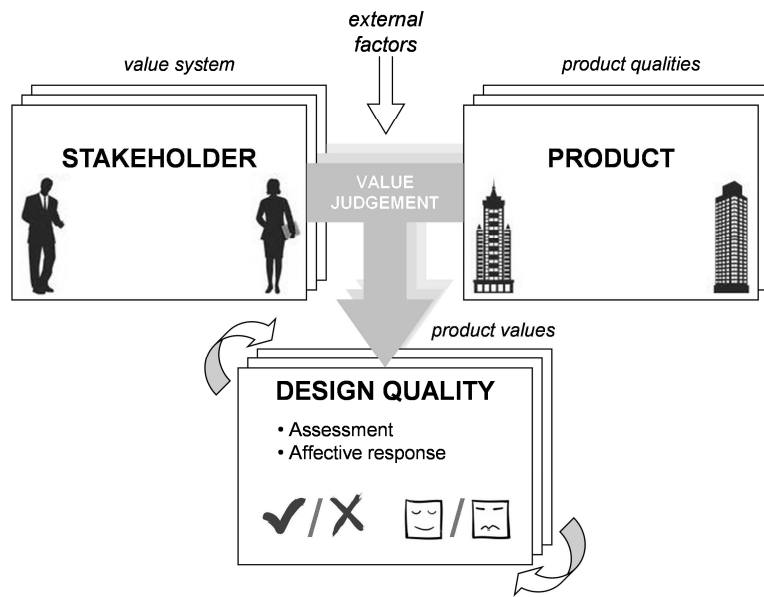 external
factors
value system
product qualities
STAKEHOLDER
PRODUCT
VALUE
JUDGEMENT
product values
DESIGN QUALITY
• Assessment
• Affective response